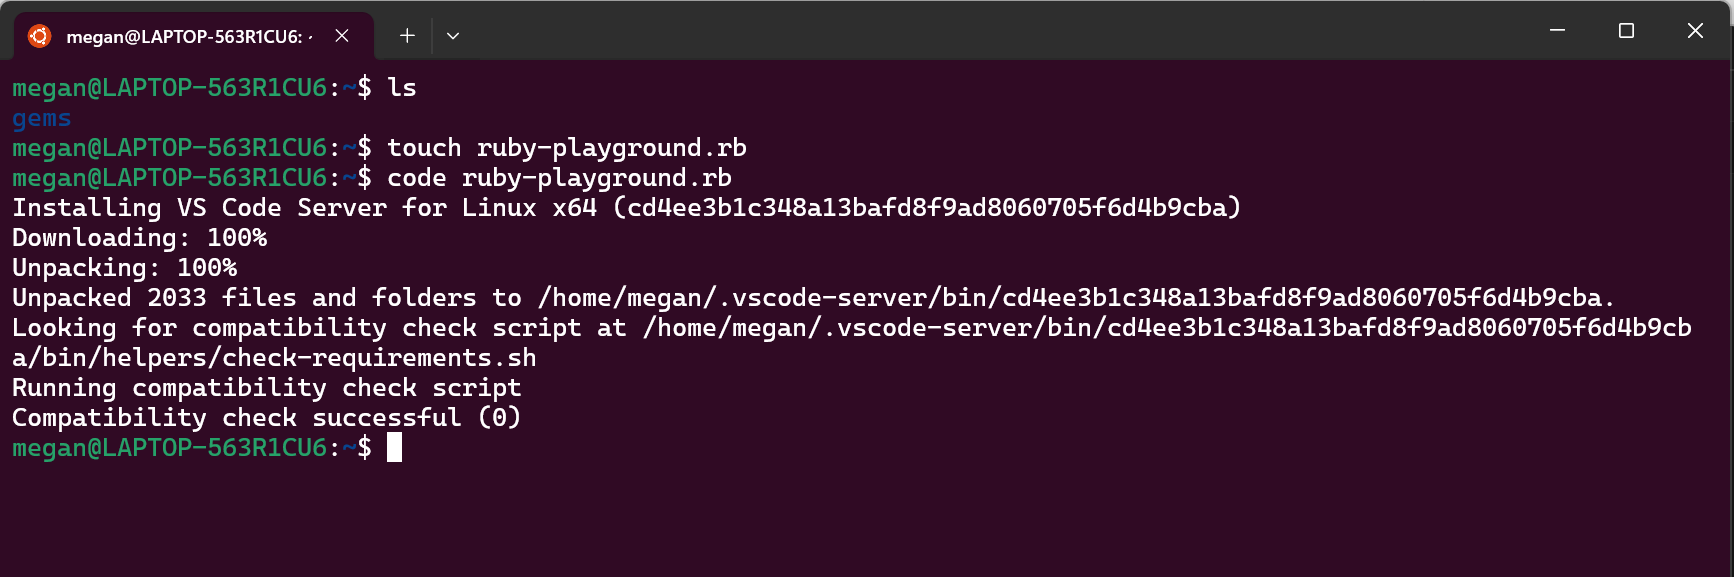 megan@LAPTOP-563R1CU6: 
megan@LAPTOP-563R1CU6:~$ ls
gems
megan@LAPTOP-563R1CU6:~$ touch ruby-playground.rb
megan@LAPTOP-563R1CU6:~$ code ruby-playground.rb
Installing VS Code Server for Linux x64 (cd4ee3b1c348a13bafd8f9ad8060705f6d4b9cba)
Downloading: 100%
Unpacking: 100%
Unpacked 2033 files and folders to /home/megan/.vscode-server/bin/cd4ee3b1c348a13bafd8f9ad8060705f6d4b9cba.
Looking for compatibility check script at /home/megan/.vscode-server/bin/cd4ee3b1c348a13bafd8f9ad8060705f6d4b9cb
a/bin/helpers/check-requirements.sh
Running compatibility check script
Compatibility check successful (0)
megan@LAPTOP-563R1CU6:~$